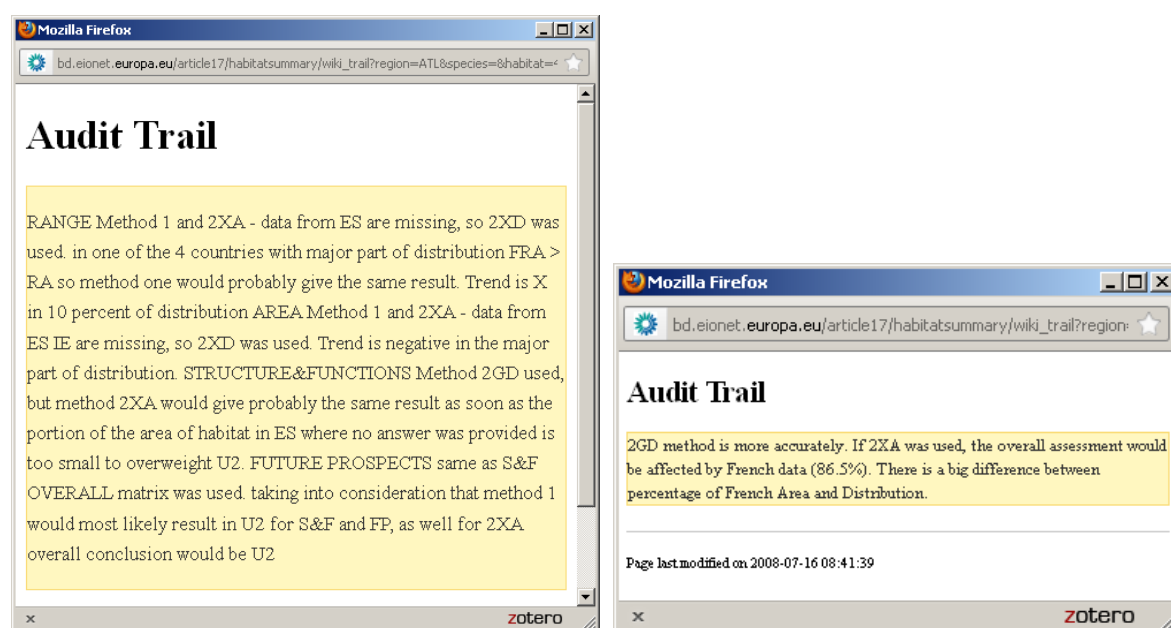 Mozilla Firefox
bd.eionet.europa.eu/article17/habitatsummary/wiki_trail?region=ATL&species=&habitat=
Audit Trail
RANGE Method 1 and 2XA - data from ES are missing, so 2XD was
used. in one of the 4 countries with major part of distribution FRA >
RA so method one would probably give the same result. Trend is X
in 10 percent of distribution AREA Method 1 and 2XA - data from
ES IE are missing, so 2XD was used. Trend is negative in the major
part of distribution. STRUCTURE&FUNCTIONS Method 2GD used,
but method 2XA would give probably the same result as soon as the
portion of the area of habitat in ES where no answer was provided is
too small to overweight U2. FUTURE PROSPECTS same as S&F
OVERALL matrix was used. taking into consideration that method 1
would most likely result in U2 for S&F and FP, as well for 2XA
overall conclusion would be U2
x
zotero
Mozilla Firefox
bd.eionet.europa.eu/article17/habitatsummary/wiki_trail?region
Audit Trail
2GD method is more accurately. If 2XA was used, the overall assessment would
be affected by French data (86.5%). There is a big difference between
percentage of French Area and Distribution.
Page last modified on 2008-07-16 08:41:39
x
zotero